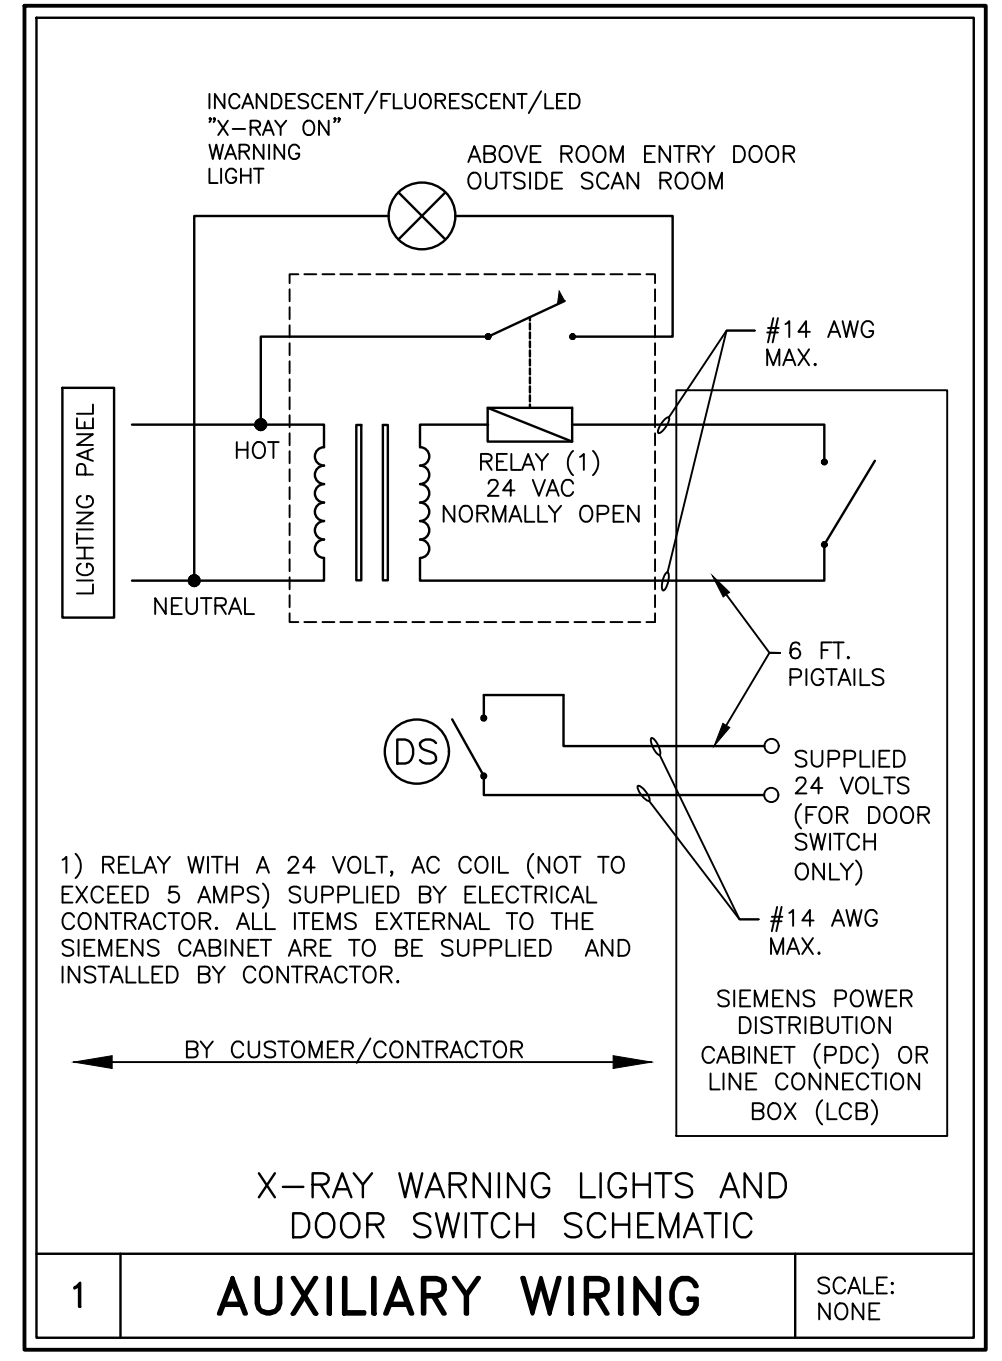 INCANDESCENT/FLUORESCENT/LED
"X-RAY ON"
WARNING
LIGHT
ABOVE ROOM ENTRY DOOR
OUTSIDE SCAN ROOM
#14 AWG
MAX.
LIGHTING PANEL
HOT
RELAY (1)
24 VAC
NORMALLY OPEN
NEUTRAL
6 FT.
PIGTAILS
DS
SUPPLIED
24 VOLTS
(FOR DOOR
SWITCH
ONLY)
1) RELAY WITH A 24 VOLT, AC COIL (NOT TO
EXCEED 5 AMPS) SUPPLIED BY ELECTRICAL
CONTRACTOR. ALL ITEMS EXTERNAL TO THE
SIEMENS CABINET ARE TO BE SUPPLIED AND
INSTALLED BY CONTRACTOR.
#14 AWG
MAX.
SIEMENS POWER
DISTRIBUTION
CABINET (PDC) OR
LINE CONNECTION
BOX (LCB)
BY CUSTOMER/CONTRACTOR
X-RAY WARNING LIGHTS AND
DOOR SWITCH SCHEMATIC
1
AUXILIARY WIRING
SCALE:
NONE